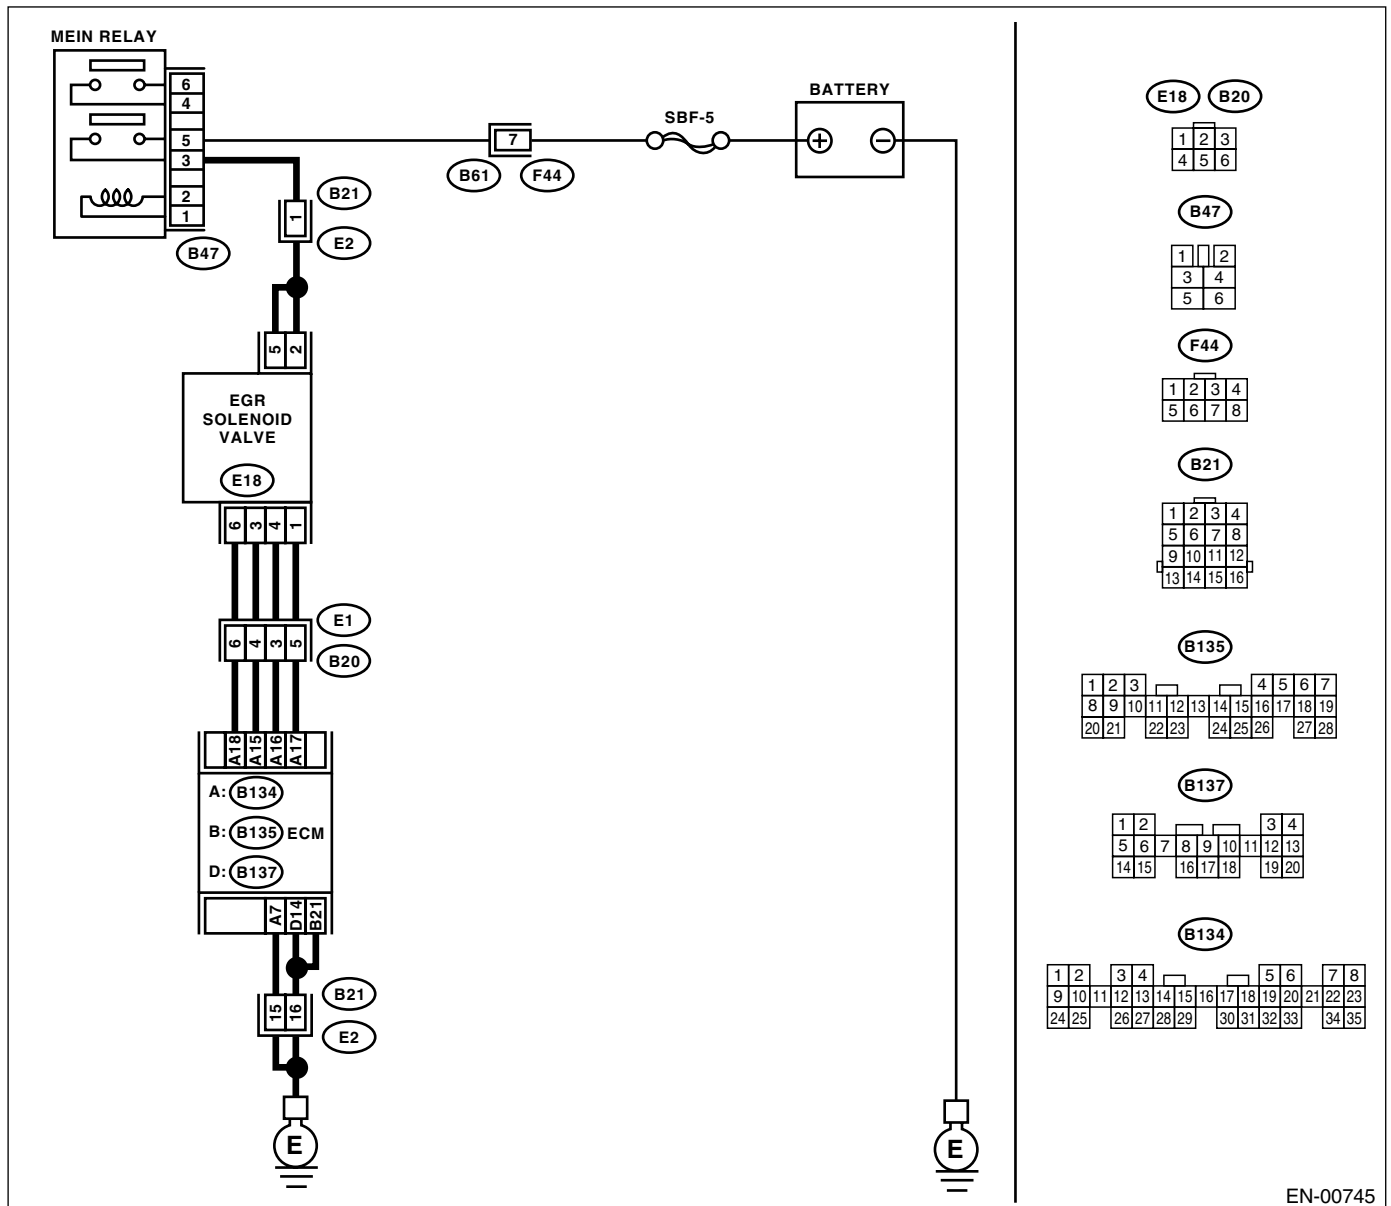 MEIN RELAY
6
4
5
3
2
1
B47
B21
1
E2
7
B61 F44
SBF-5
BATTERY
5 2
EGR
SOLENOID
VALVE
E18
6 3 4 1
E1
6 4 3 5
B20
A18 A15 A16 A17
A: B134
B: B135 ECM
D: B137
A7 D14 B21
B21
15 16
E2
E
E
E18 B20
1 2 3
4 5 6
B47
1 2
3 4
5 6
F44
1 2 3 4
5 6 7 8
B21
1 2 3 4
5 6 7 8
9 10 11 12
13 14 15 16
B135
1 2 3 4 5 6 7
8 9 10 11 12 13 14 15 16 17 18 19
20 21 22 23 24 25 26 27 28
B137
1 2 3 4
5 6 7 8 9 10 11 12 13
14 15 16 17 18 19 20
B134
1 2 3 4 5 6 7 8
9 10 11 12 13 14 15 16 17 18 19 20 21 22 23
24 25 26 27 28 29 30 31 32 33 34 35
EN-00745